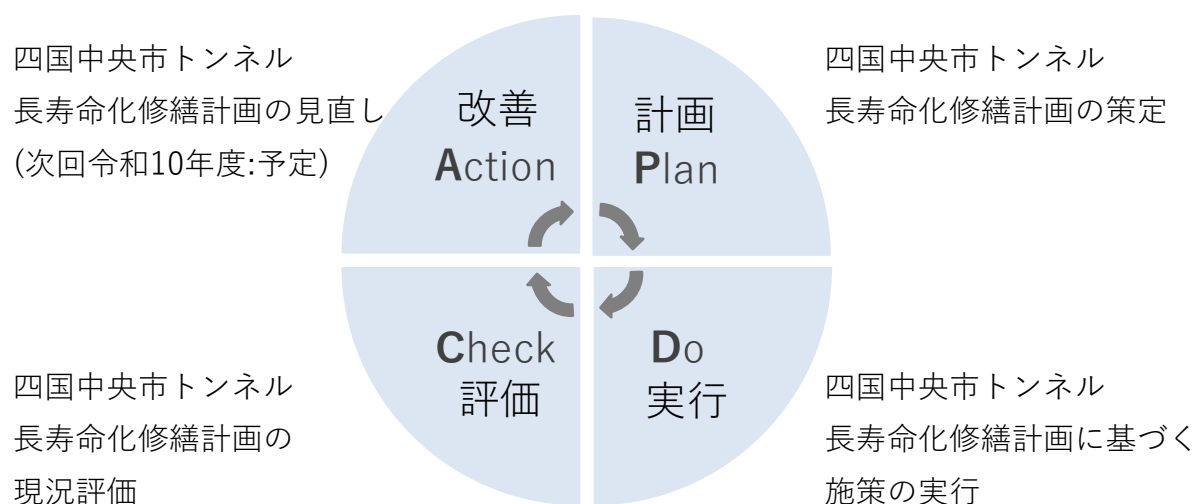 四国中央市トンネル
長寿命化修繕計画の見直し
(次回令和10年度:予定)
改善
Action
計画
Plan
四国中央市トンネル
長寿命化修繕計画の策定
四国中央市トンネル
長寿命化修繕計画の
現況評価
Check
評価
Do
実行
四国中央市トンネル
長寿命化修繕計画に基づく
施策の実行